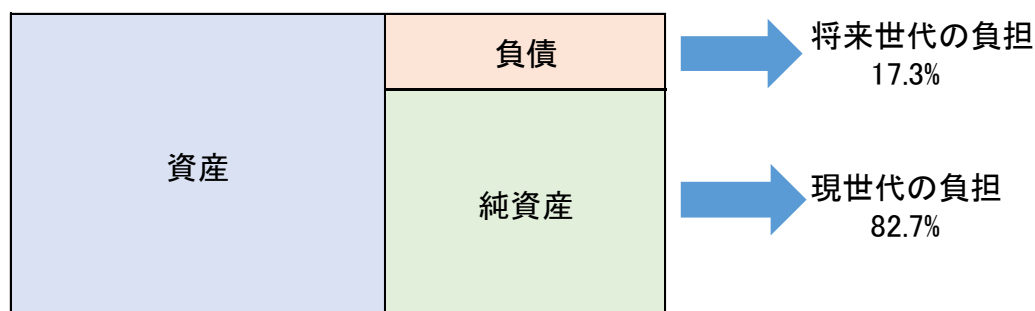 資産
負債
純資産
将来世代の負担
17.3%
現世代の負担
82.7%